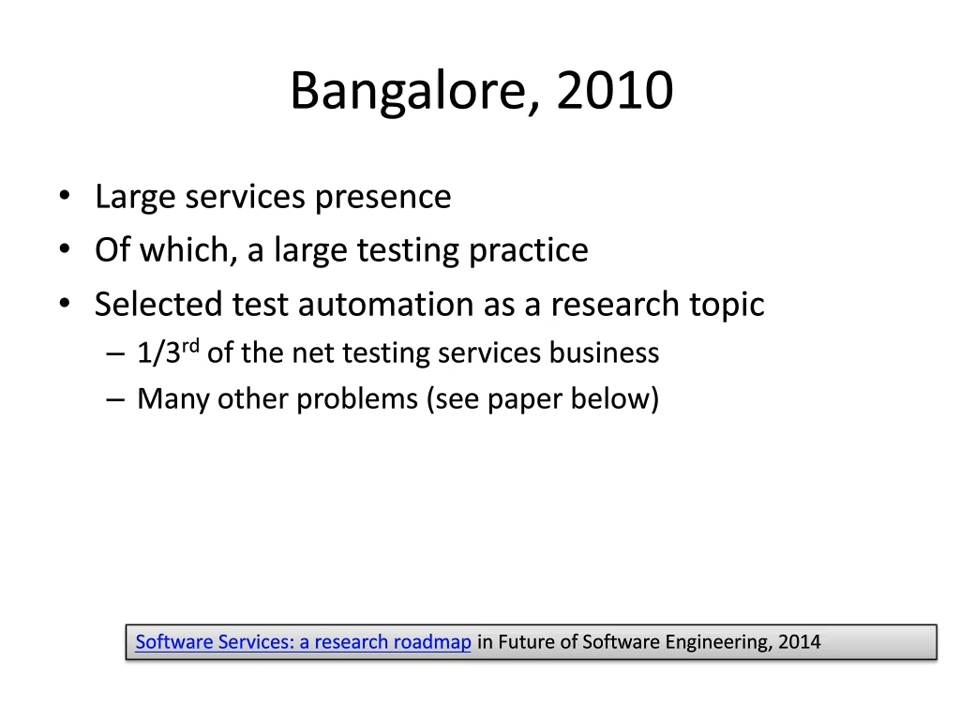 Bangalore, 2010
• Large services presence
• Of which, a large testing practice
• Selected test automation as a research topic
– 1/3rd of the net testing services business
– Many other problems (see paper below)
Software Services: a research roadmap in Future of Software Engineering, 2014